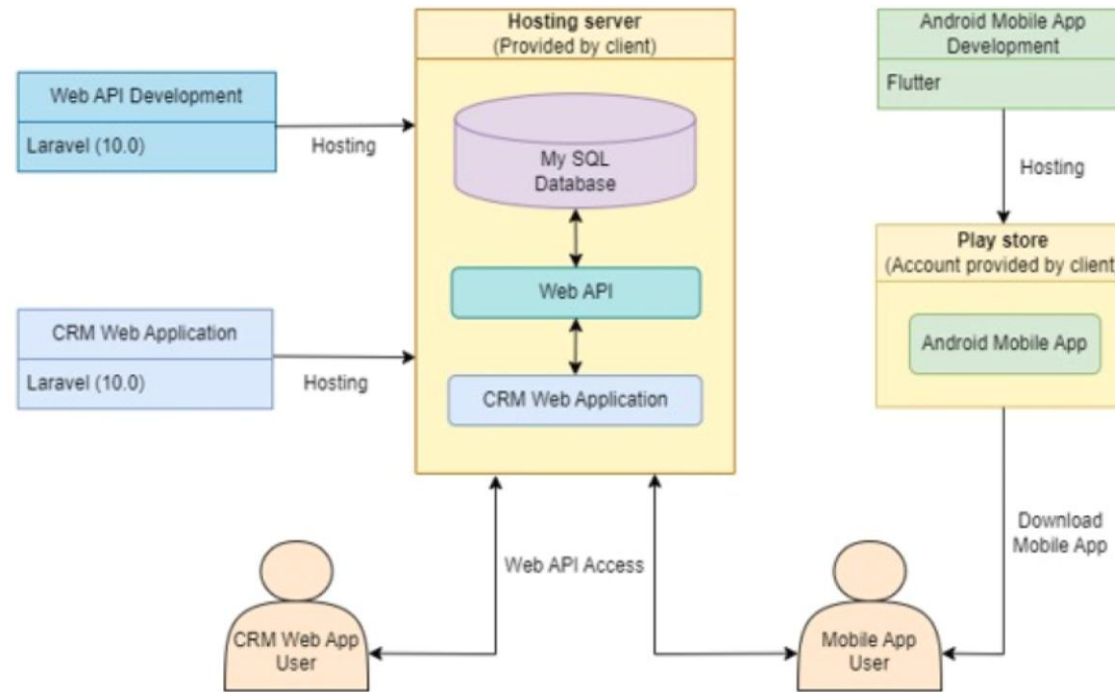 Hosting server
(Provided by client)
Android Mobile App
Development
Flutter
Web API Development
Laravel (10.0)
Hosting
My SQL
Database
Hosting
Play store
(Account provided by client)
Web API
CRM Web Application
Laravel (10.0)
Hosting
Android Mobile App
CRM Web Application
Download
Mobile App
Web API Access
CRM Web App
User
Mobile App
User